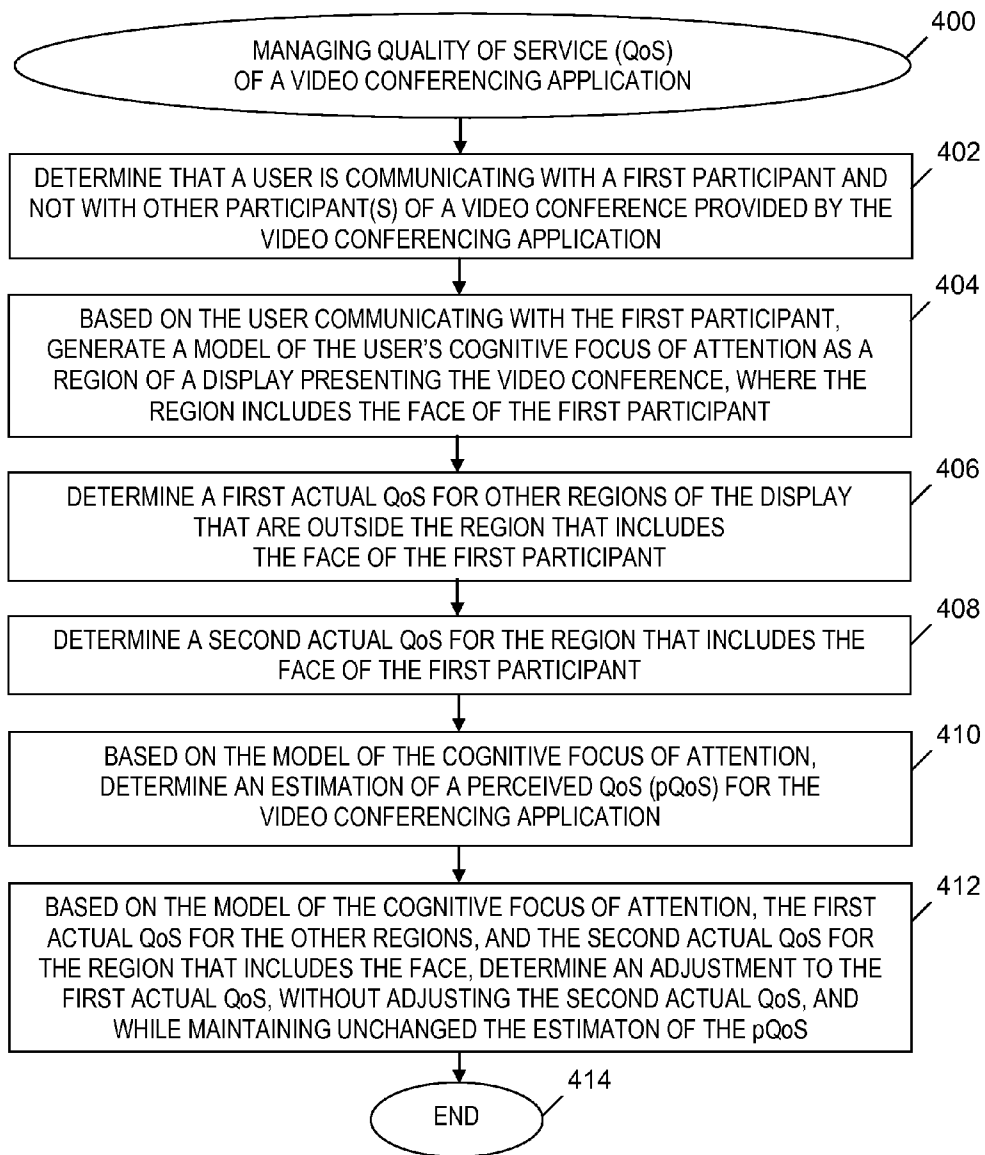 400
MANAGING QUALITY OF SERVICE (QoS)
OF A VIDEO CONFERENCING APPLICATION
402
DETERMINE THAT A USER IS COMMUNICATING WITH A FIRST PARTICIPANT AND
NOT WITH OTHER PARTICIPANT(S) OF A VIDEO CONFERENCE PROVIDED BY THE
VIDEO CONFERENCING APPLICATION
404
BASED ON THE USER COMMUNICATING WITH THE FIRST PARTICIPANT,
GENERATE A MODEL OF THE USER'S COGNITIVE FOCUS OF ATTENTION AS A
REGION OF A DISPLAY PRESENTING THE VIDEO CONFERENCE, WHERE THE
REGION INCLUDES THE FACE OF THE FIRST PARTICIPANT
406
DETERMINE A FIRST ACTUAL QoS FOR OTHER REGIONS OF THE DISPLAY
THAT ARE OUTSIDE THE REGION THAT INCLUDES
THE FACE OF THE FIRST PARTICIPANT
408
DETERMINE A SECOND ACTUAL QoS FOR THE REGION THAT INCLUDES THE
FACE OF THE FIRST PARTICIPANT
410
BASED ON THE MODEL OF THE COGNITIVE FOCUS OF ATTENTION,
DETERMINE AN ESTIMATION OF A PERCEIVED QoS (pQoS) FOR THE
VIDEO CONFERENCING APPLICATION
412
BASED ON THE MODEL OF THE COGNITIVE FOCUS OF ATTENTION, THE FIRST
ACTUAL QoS FOR THE OTHER REGIONS, AND THE SECOND ACTUAL QoS FOR
THE REGION THAT INCLUDES THE FACE, DETERMINE AN ADJUSTMENT TO THE
FIRST ACTUAL QoS, WITHOUT ADJUSTING THE SECOND ACTUAL QoS, AND
WHILE MAINTAINING UNCHANGED THE ESTIMATON OF THE pQoS
414
END